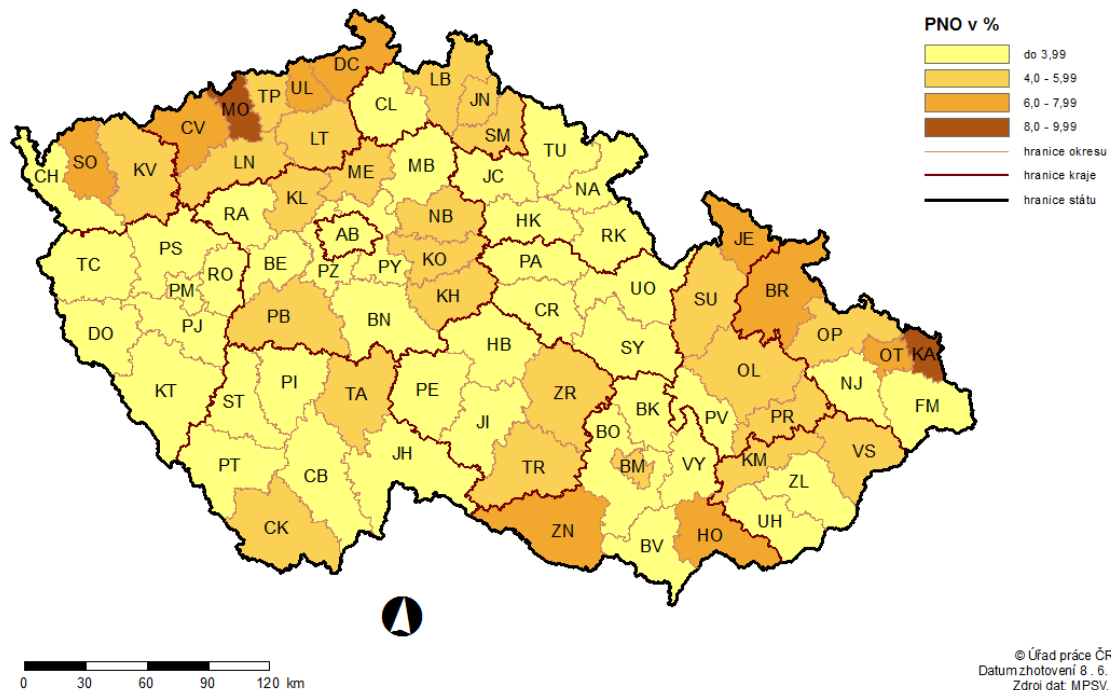 PNO v %
do 3,99
4,0 - 5,99
6,0 - 7,99
8,0 - 9,99
hranice okresu
hranice kraje
hranice státu
DC
LB
UL
TP
JN
MO
CL
CV
LT
SM
TU
SO
KV
LN
ME
MB
JC
CH
NA
KL
RA
NB
HK
AB
RK
JE
PS
TC
RO
BE
PZ
PY
KO
PA
PM
KH
UO
SU
BR
PB
BN
CR
DO
PJ
OP
HB
SY
OT
KA
KT
PI
TA
PE
ZR
OL
NJ
ST
BK
PV
PR
FM
JI
BO
JH
VS
PT
CB
TR
BM
VY
KM
ZL
CK
ZN
BV
HO
UH
0 30 60 90 120 km
© Úřad práce ČR
Datum zhotovení 8 . 6.
Zdroj dat: MPSV,